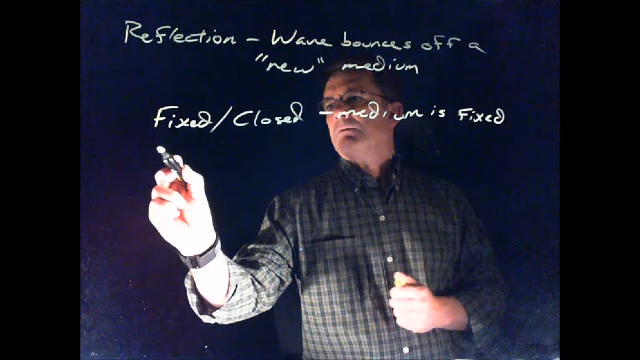 Reflection – Wave bounces off a
"new" medium
Fixed/Closed – medium is fixed